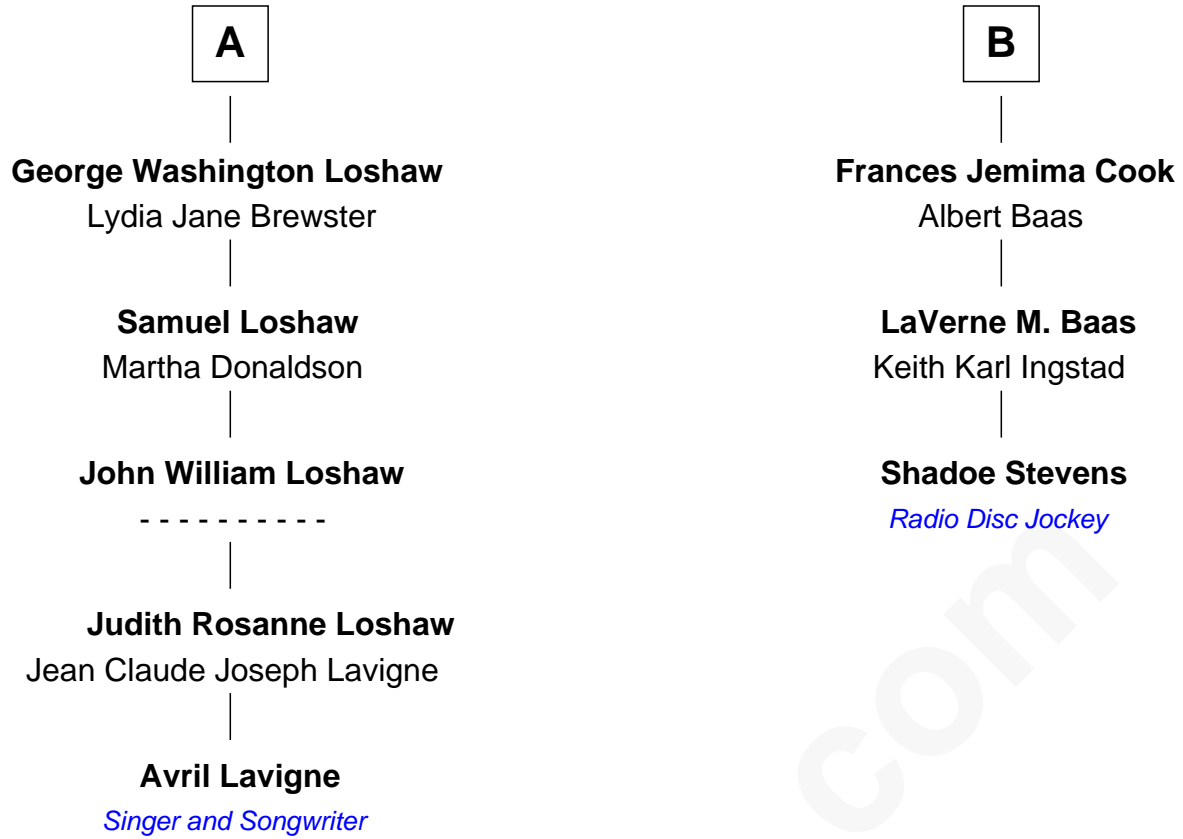 A
George Washington Loshaw
Lydia Jane Brewster
Samuel Loshaw
Martha Donaldson
John William Loshaw
- - - - - - - - - -
Judith Rosanne Loshaw
Jean Claude Joseph Lavigne
Avril Lavigne
Singer and Songwriter
B
Frances Jemima Cook
Albert Baas
LaVerne M. Baas
Keith Karl Ingstad
Shadoe Stevens
Radio Disc Jockey
com